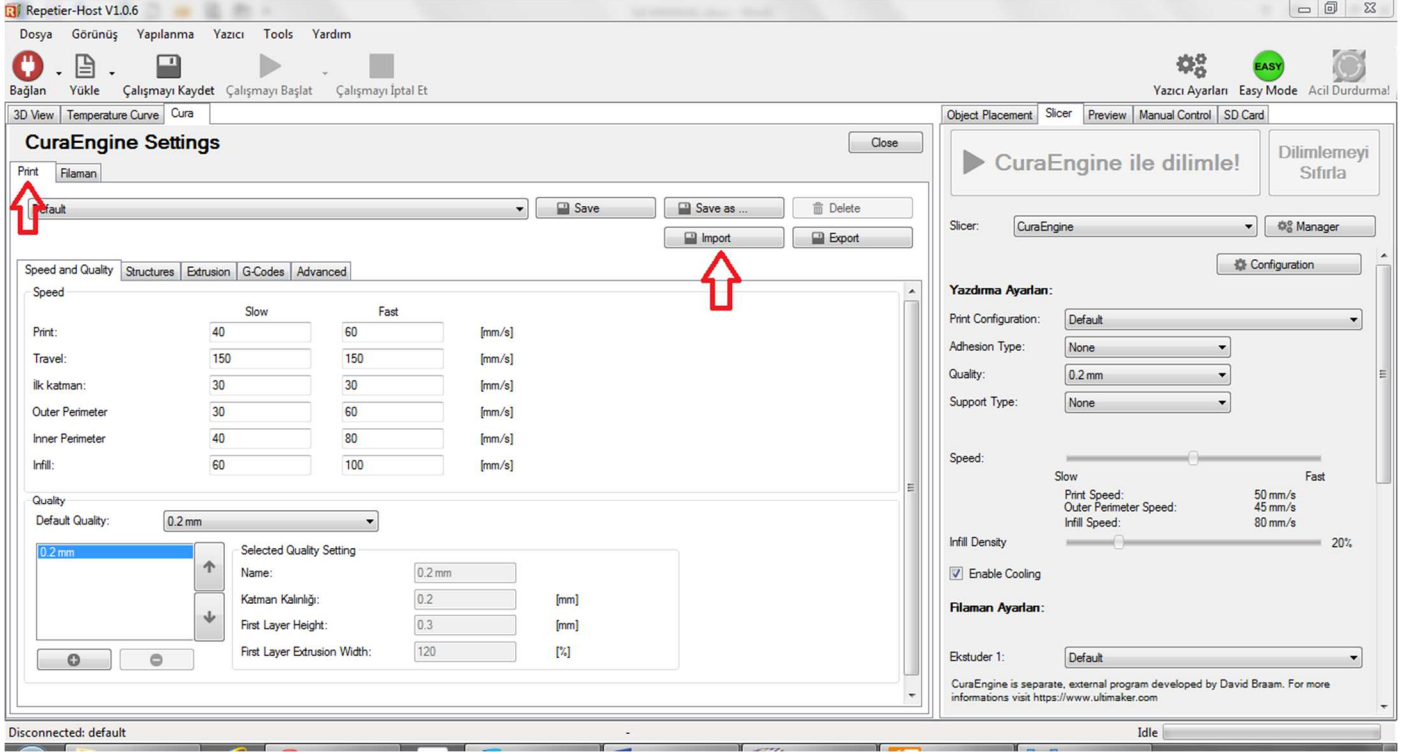 Repetier-Host V1.0.6
Dosya Görünüş Yapılanma Yazıcı Tools Yardım
Bağlan Yükle Çalışmayı Kaydet Çalışmayı Başlat Çalışmayı İptal Et
Yazıcı Ayarları EASY Easy Mode Acil Durdurma!
3D View Temperature Curve Cura
CuraEngine Settings Close
Print Filaman
Default Save Save as ... Delete
Import Export
Speed and Quality Structures Extrusion G-Codes Advanced
Speed
Slow Fast
Print: 40 60 [mm/s]
Travel: 150 150 [mm/s]
İlk katman: 30 30 [mm/s]
Outer Perimeter 30 60 [mm/s]
Inner Perimeter 40 80 [mm/s]
Infill: 60 100 [mm/s]
Quality
Default Quality: 0.2 mm
0.2 mm
Selected Quality Setting
Name: 0.2 mm
Katman Kalınlığı: 0.2 [mm]
First Layer Height: 0.3 [mm]
First Layer Extrusion Width: 120 [%]
Object Placement Slicer Preview Manual Control SD Card
CuraEngine ile dilimle!
Dilimlemeyi
Sıfırla
Slicer: CuraEngine Manager
Configuration
Yazdırma Ayarları:
Print Configuration: Default
Adhesion Type: None
Quality: 0.2 mm
Support Type: None
Speed:
Slow Fast
Print Speed: 50 mm/s
Outer Perimeter Speed: 45 mm/s
Infill Speed: 80 mm/s
Infill Density 20%
Enable Cooling
Filaman Ayarları:
Ekstuder 1: Default
CuraEngine is separate, external program developed by David Braam. For more
informations visit https://www.ultimaker.com
Disconnected: default - Idle